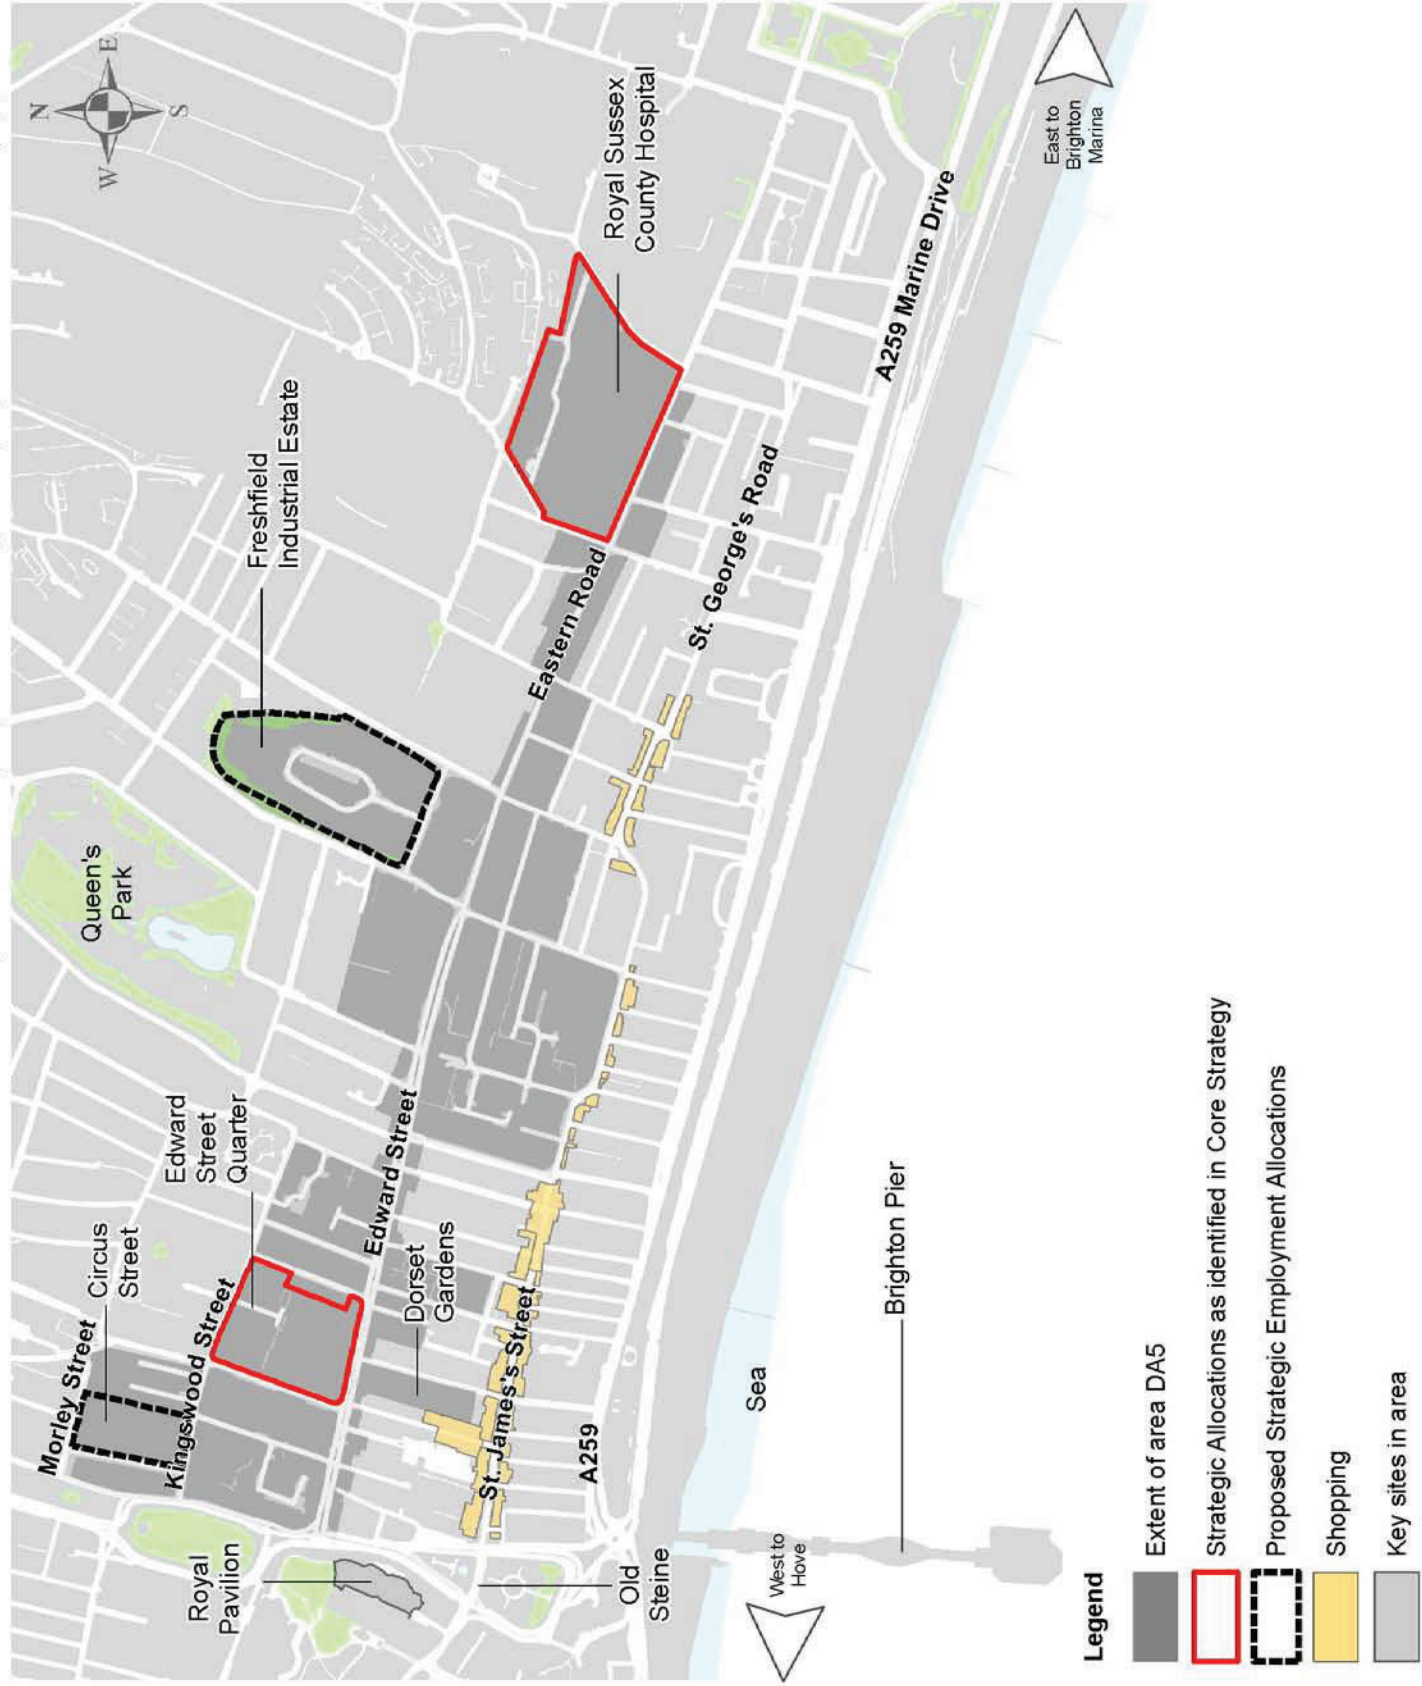 N
E
S
W
Morley Street
Circus
Street
Kingswood Street
Edward
Street
Quarter
Queen's
Park
Freshfield
Industrial Estate
Royal Sussex
County Hospital
Royal
Pavilion
Edward Street
Dorset
Gardens
Eastern Road
St. James's Street
St. George's Road
Old
Steine
A259
A259 Marine Drive
West to
Hove
Sea
Brighton Pier
East to
Brighton
Marina
Legend
Extent of area DA5
Strategic Allocations as identified in Core Strategy
Proposed Strategic Employment Allocations
Shopping
Key sites in area